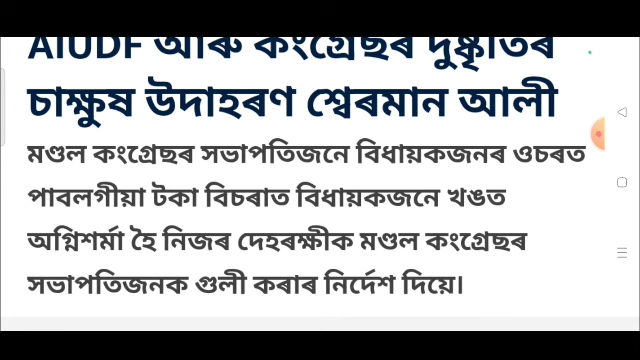 AIUDF আৰু কংগ্ৰেছৰ দুষ্কৃতিৰ
চাক্ষুষ উদাহৰণ শ্বেৰমান আলী
মণ্ডল কংগ্ৰেছৰ সভাপতিজনে বিধায়কজনৰ ওচৰত
পাবলগীয়া টকা বিচৰাত বিধায়কজনে খঙত
অগ্নিশৰ্মা হৈ নিজৰ দেহৰক্ষীক মণ্ডল কংগ্ৰেছৰ
সভাপতিজনক গুলী কৰাৰ নিৰ্দেশ দিয়ে।